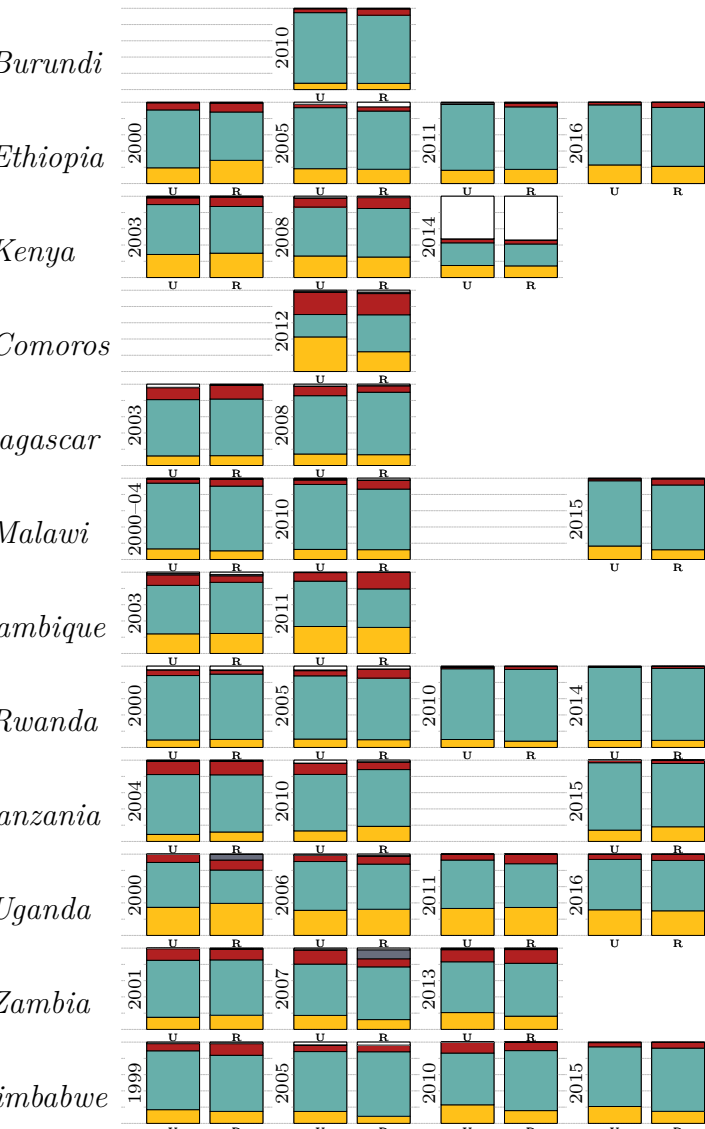 Burundi
2010
U R
Ethiopia
2000 2005 2011 2016
U R U R U R U R
Kenya
2003 2008 2014
U R U R U R
Comoros
2012
U R
agascar
2003 2008
U R U R
Malawi
2000–04 2010 2015
U R U R U R
ambique
2003 2011
U R U R
Rwanda
2000 2005 2010 2014
U R U R U R U R
anzania
2004 2010 2015
U R U R U R
Uganda
2000 2006 2011 2016
U R U R U R U R
Zambia
2001 2007 2013
U R U R U R
imbabwe
1999 2005 2010 2015